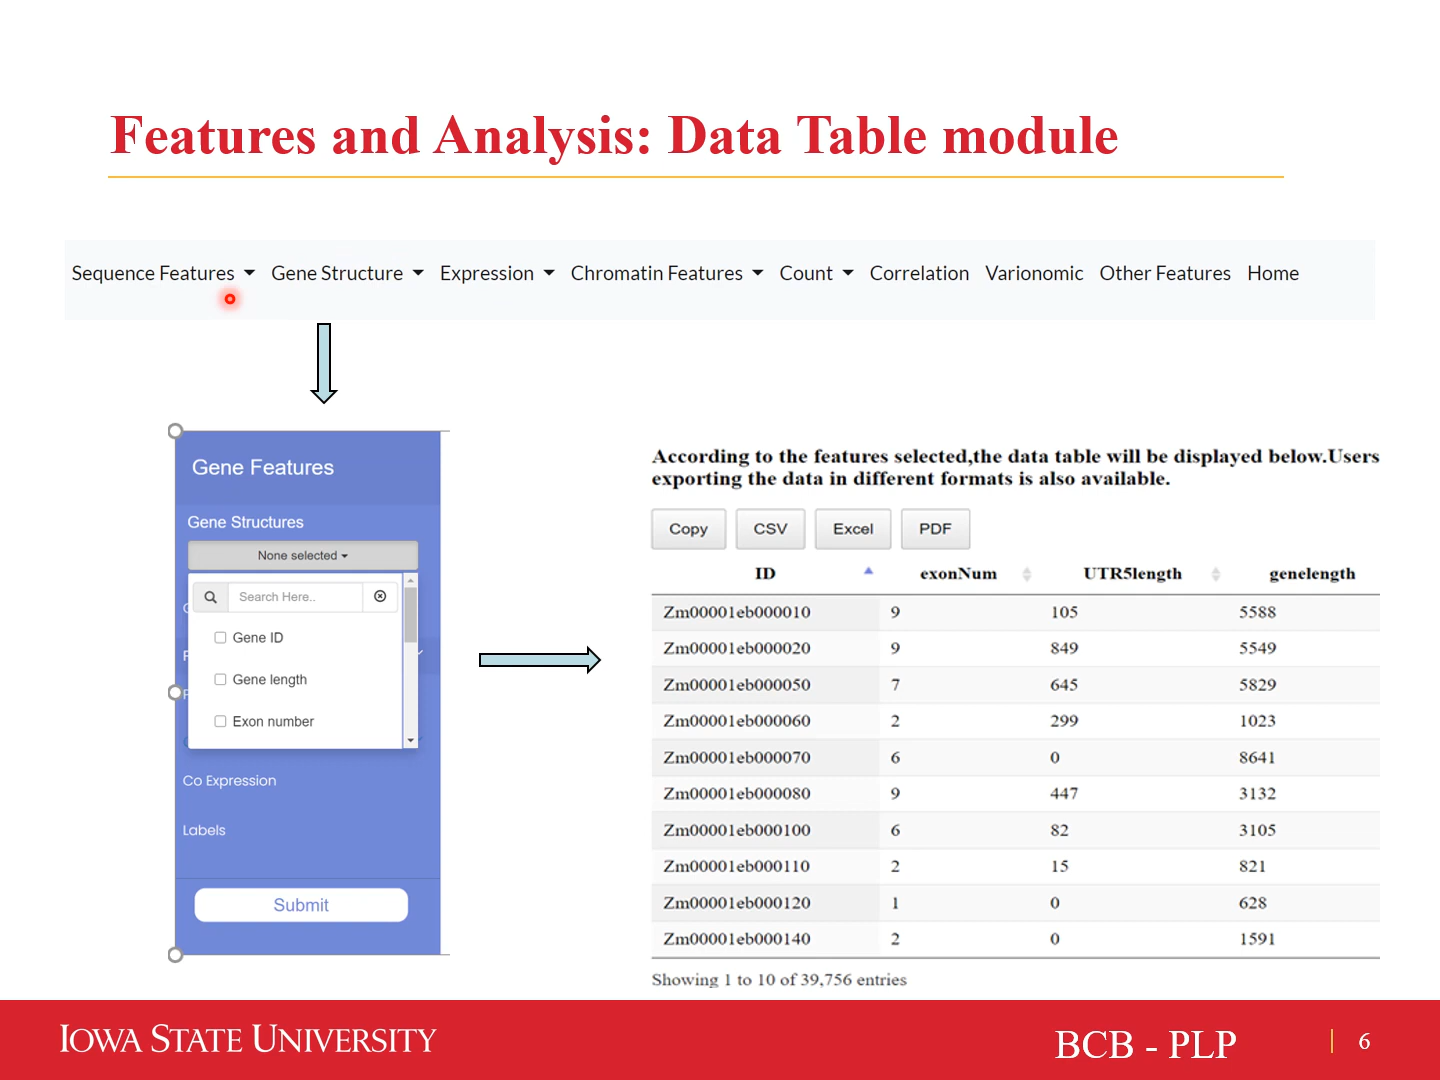 Features and Analysis: Data Table module
Sequence Features Gene Structure Expression Chromatin Features Count Correlation Varionomic Other Features Home
Gene Features
Gene Structures
None selected
Search Here..
Gene ID
Gene length
Exon number
Co Expression
Labels
Submit
According to the features selected,the data table will be displayed below.Users
exporting the data in different formats is also available.
Copy CSV Excel PDF
ID exonNum UTR5length genelength
Zm00001eb000010 9 105 5588
Zm00001eb000020 9 849 5549
Zm00001eb000050 7 645 5829
Zm00001eb000060 2 299 1023
Zm00001eb000070 6 0 8641
Zm00001eb000080 9 447 3132
Zm00001eb000100 6 82 3105
Zm00001eb000110 2 15 821
Zm00001eb000120 1 0 628
Zm00001eb000140 2 0 1591
Showing 1 to 10 of 39,756 entries
IOWA STATE UNIVERSITY
BCB - PLP
6